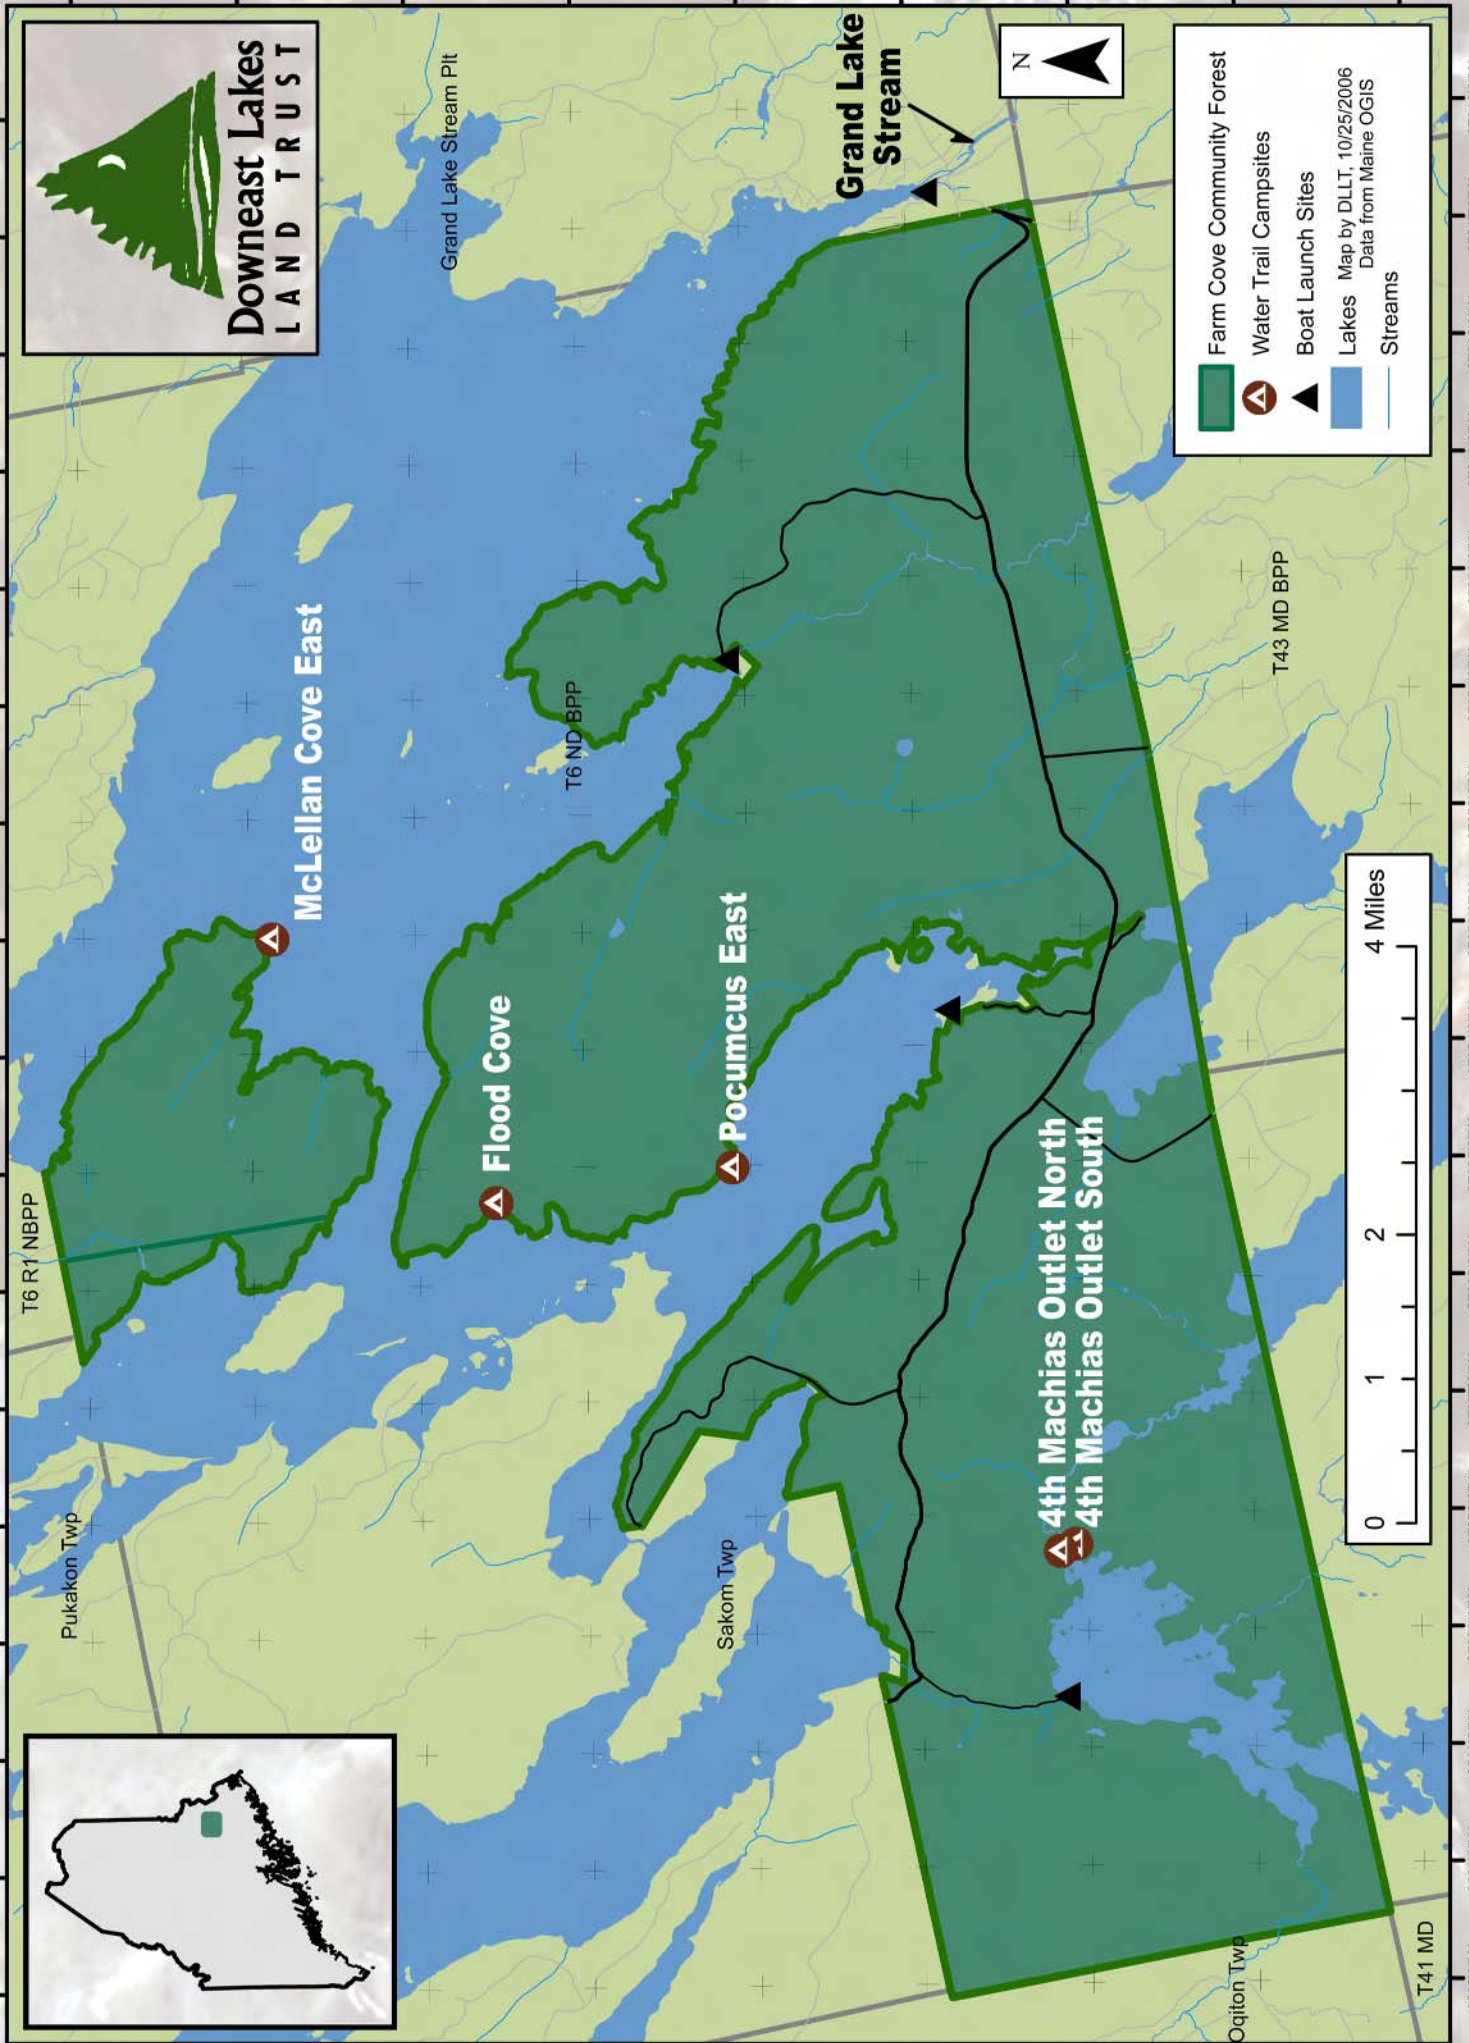 Downeast Lakes
LAND TRUST
T6 R1 NBPP
Pukakon Twp
Grand Lake Stream Plt
McLellan Cove East
Flood Cove
T6 ND BPP
Pocumcus East
Sakom Twp
Grand Lake
Stream
N
4th Machias Outlet North
4th Machias Outlet South
T43 MD BPP
Oqiton Twp
T41 MD
0 1 2 4 Miles
Farm Cove Community Forest
Water Trail Campsites
Boat Launch Sites
Lakes
Map by DLLT, 10/25/2006
Data from Maine OGIS
Streams